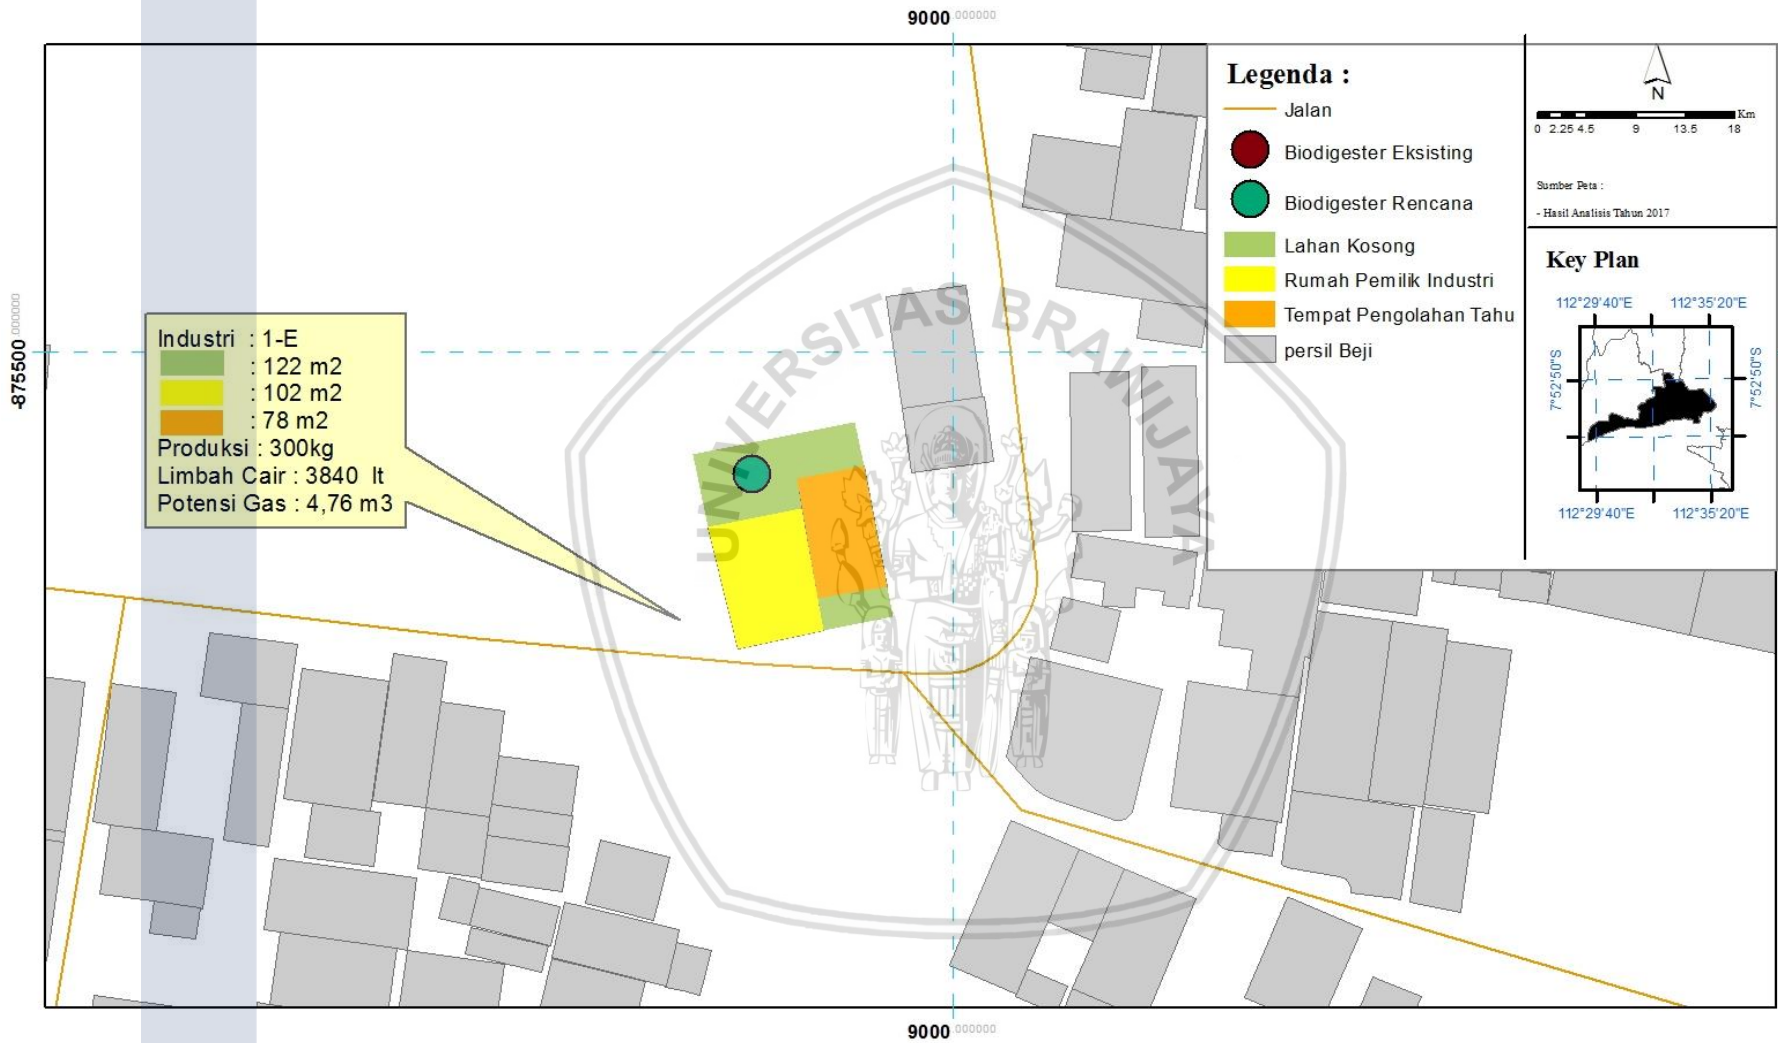 9000.000000
Legenda :
Jalan
Biodigester Eksisting
Biodigester Rencana
Lahan Kosong
Rumah Pemilik Industri
Tempat Pengolahan Tahu
persil Beji
N
Km
0 2.25 4.5 9 13.5 18
Sumber Peta :
- Hasil Analisis Tahun 2017
Key Plan
112°29'40"E 112°35'20"E
7°52'50"S
7°52'50"S
112°29'40"E 112°35'20"E
-875500.000000
Industri : 1-E
: 122 m2
: 102 m2
: 78 m2
Produksi : 300kg
Limbah Cair : 3840 lt
Potensi Gas : 4,76 m3
UNIVERSITAS BRAWIJAYA
9000.000000